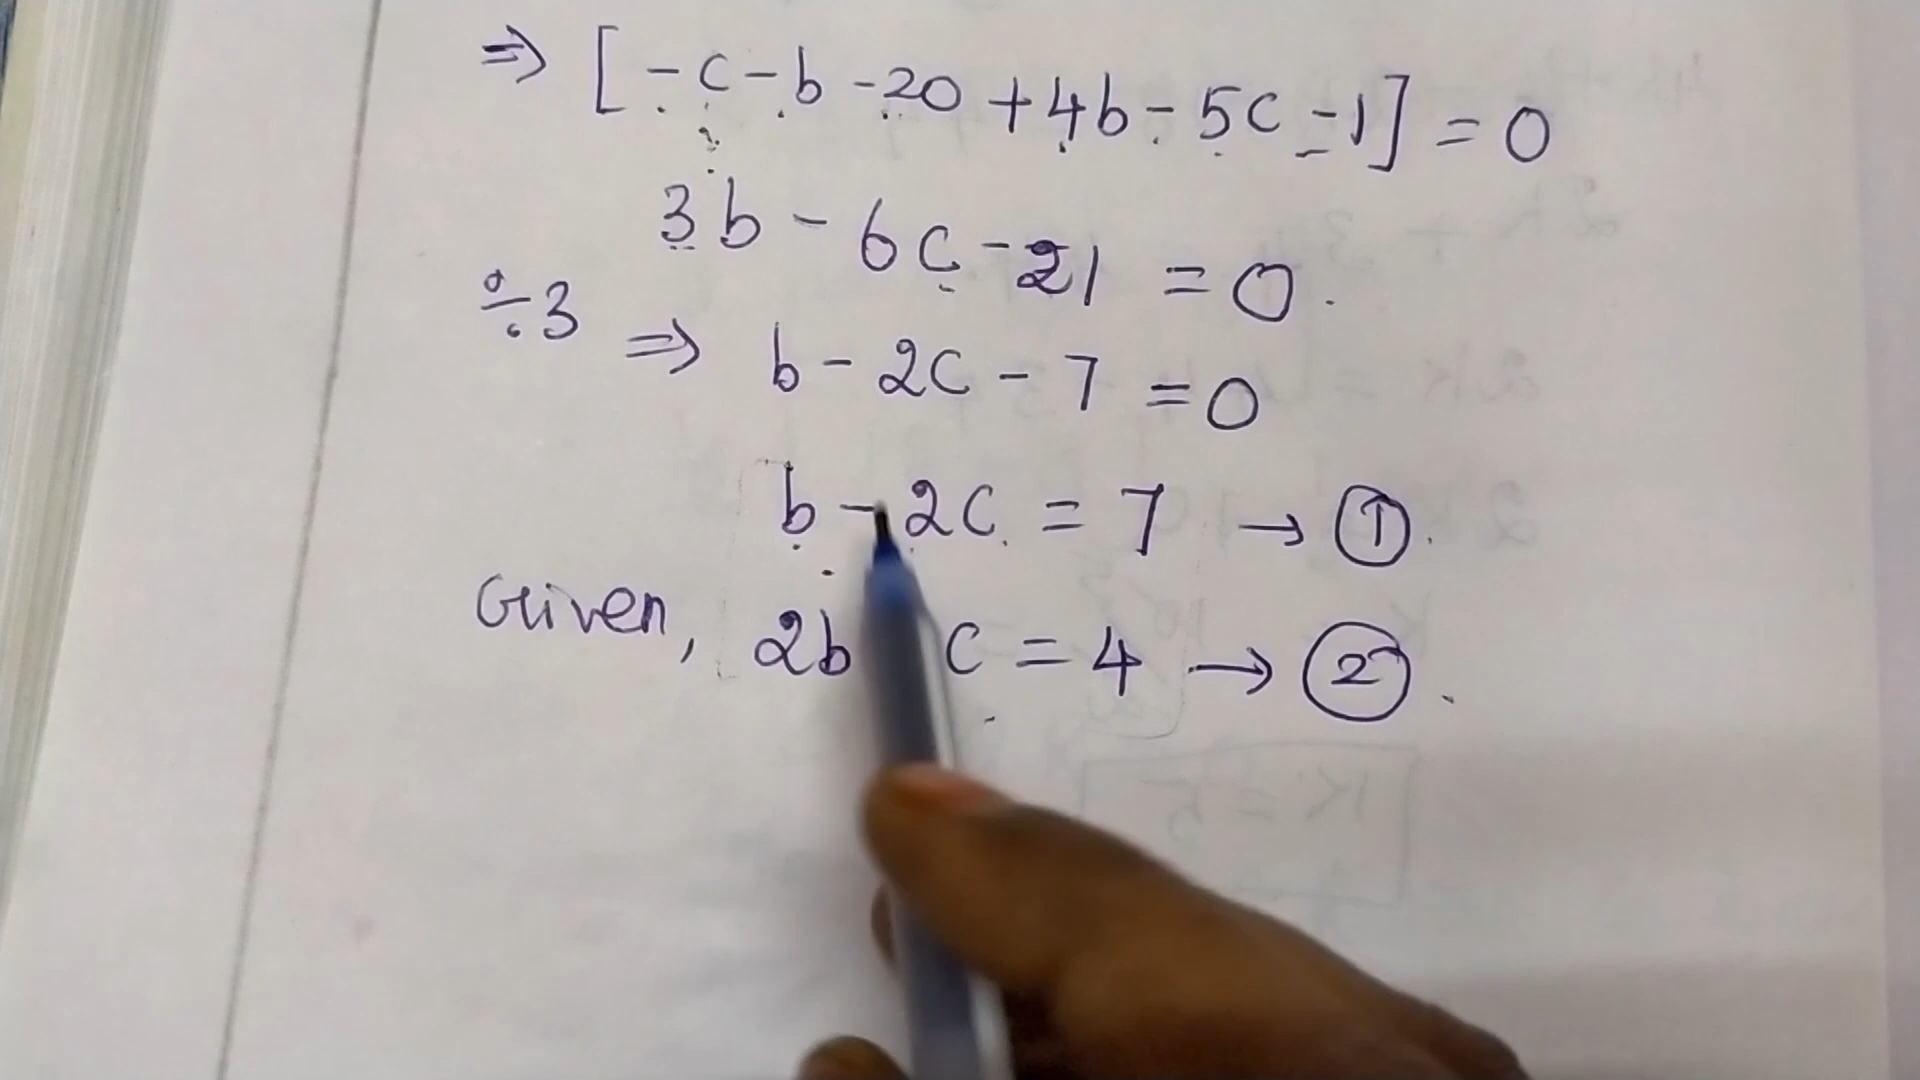 ⇒ [-c-b-20+4b-5c-1] = 0
3b - 6c - 21 = 0.
÷3 ⇒ b - 2c - 7 = 0
b - 2c = 7 → ①.
Given, 2b c = 4 → ②.